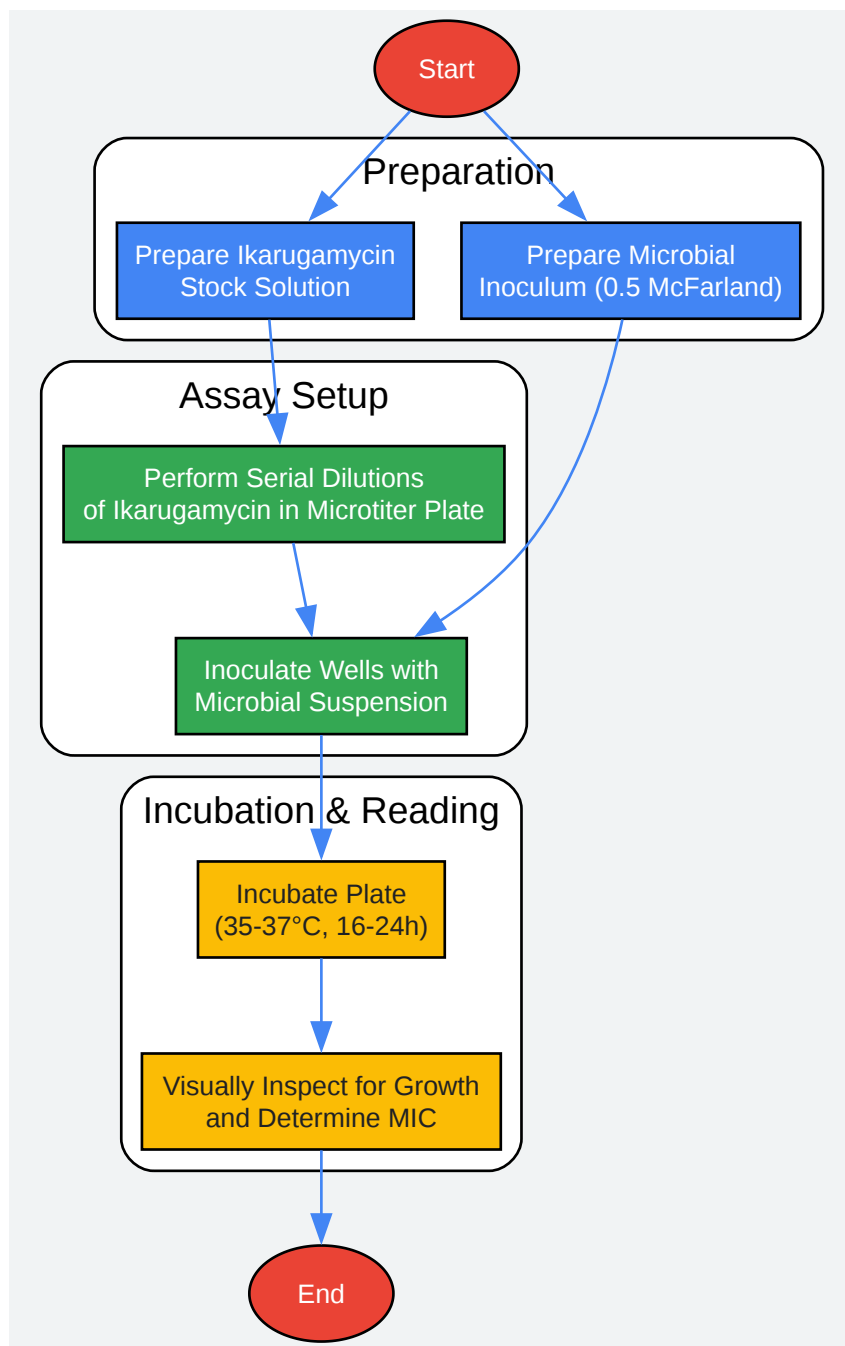 Start
Preparation
Prepare Ikarugamycin
Stock Solution
Prepare Microbial
Inoculum (0.5 McFarland)
Assay Setup
Perform Serial Dilutions
of Ikarugamycin in Microtiter Plate
Inoculate Wells with
Microbial Suspension
Incubation & Reading
Incubate Plate
(35-37°C, 16-24h)
Visually Inspect for Growth
and Determine MIC
End